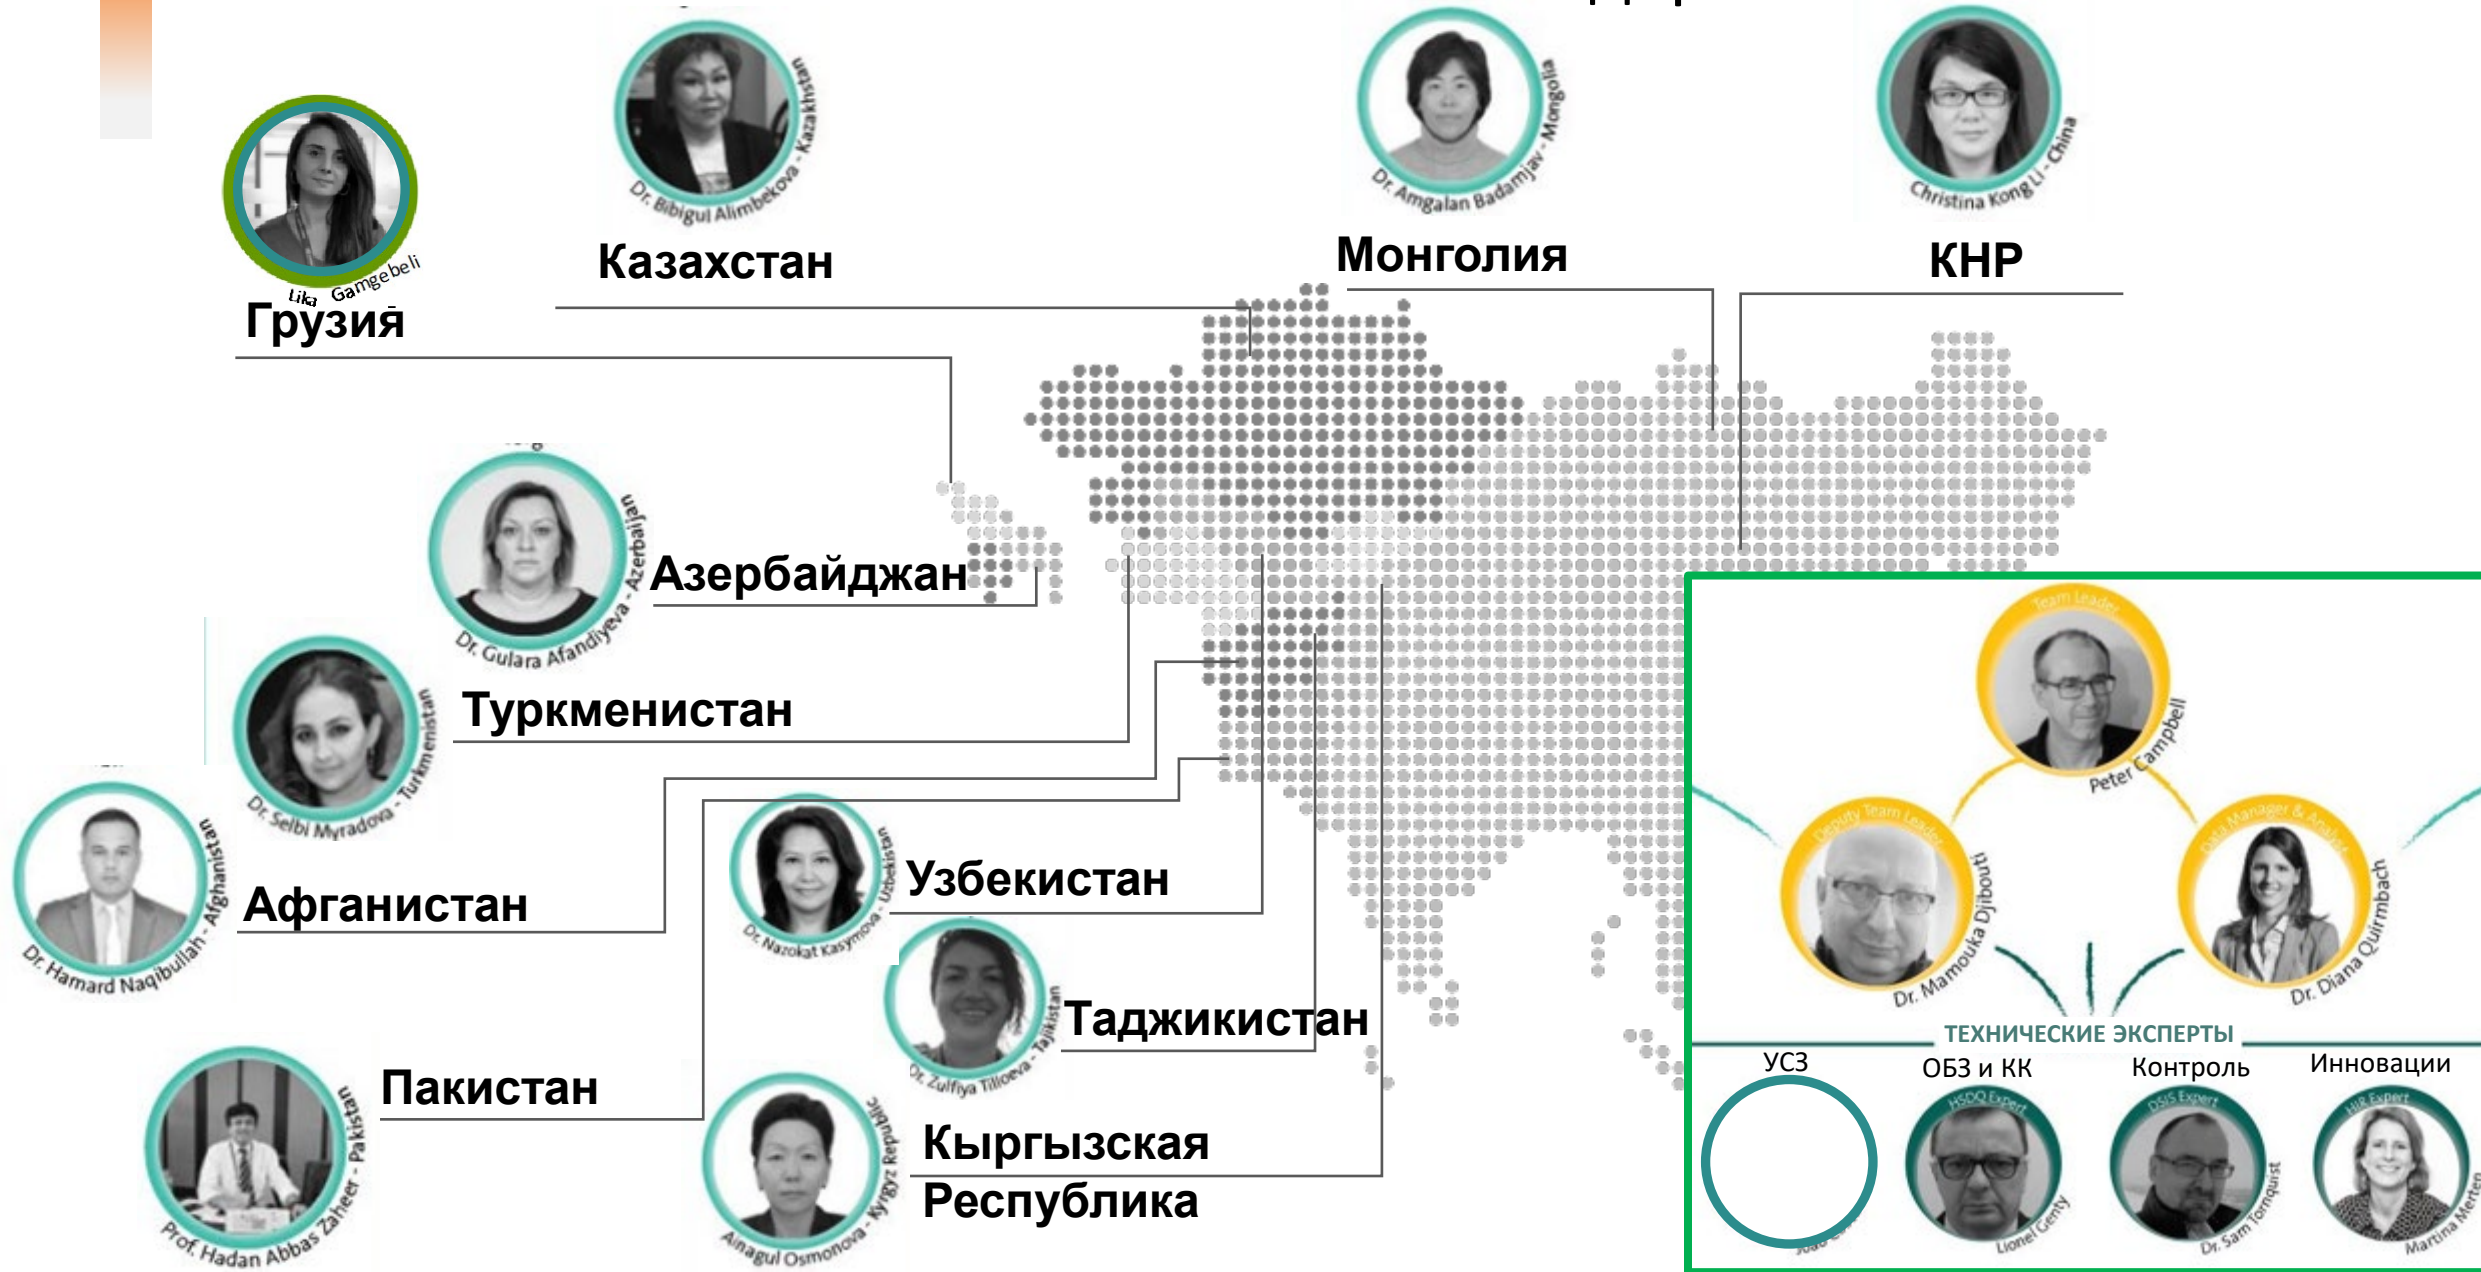 Dr. Bibigul Alimbekova - Kazakhstan
Dr. Amgalan Badamjav - Mongolia
Christina Kong Li - China
Lika Gamgebeli
Казахстан
Монголия
КНР
Грузия
Dr. Gulara Afandiyeva - Azerbaijan
Азербайджан
Dr. Selbi Myradova - Turkmenistan
Туркменистан
Dr. Hamard Naqibullah - Afghanistan
Афганистан
Dr. Nazokat Kasymova - Uzbekistan
Узбекистан
Dr. Zulfiya Tilloeva - Tajikistan
Таджикистан
Prof. Hadan Abbas Zaheer - Pakistan
Пакистан
Ainagul Osmonova - Kyrgyz Republic
Кыргызская
Республика
Team Leader
Peter Campbell
Deputy Team Leader
Dr. Mamouka Djibouti
Data Manager & Analyst
Dr. Diana Quirmbach
ТЕХНИЧЕСКИЕ ЭКСПЕРТЫ
УСЗ
ОБЗ и КК
Контроль
Инновации
HSDQ Expert
Lionel Genty
DSIS Expert
Dr. Sam Tornquist
HIR Expert
Martina Merten